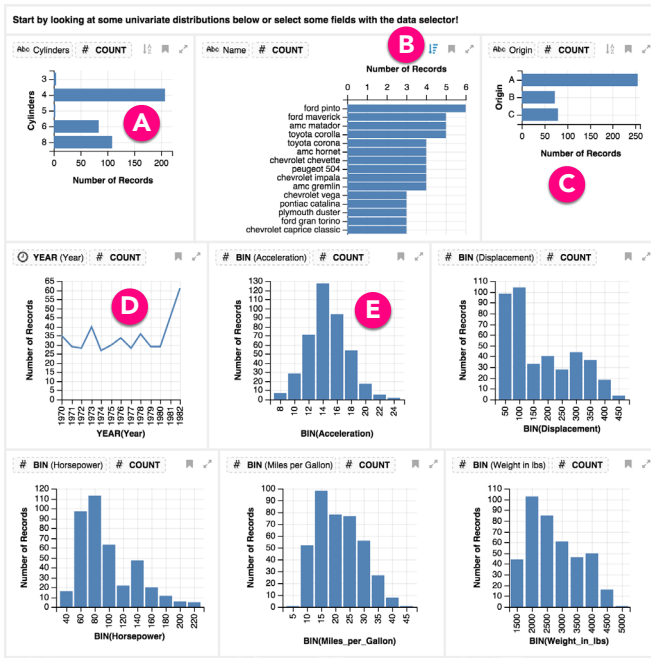 Start by looking at some univariate distributions below or select some fields with the data selector!
Abc Cylinders # COUNT
Cylinders
3
4
5
6
8
0 50 100 150 200
Number of Records
A
Abc Name # COUNT
B
Number of Records
0 1 2 3 4 5 6
ford pinto
ford maverick
amc matador
toyota corolla
toyota corona
amc hornet
chevrolet chevette
peugeot 504
chevrolet impala
amc gremlin
chevrolet vega
pontiac catalina
plymouth duster
ford gran torino
chevrolet caprice classic
Abc Origin # COUNT
Origin
A
B
C
0 50 100 150 200 250
Number of Records
C
YEAR (Year) # COUNT
Number of Records
65
60
55
50
45
40
35
30
25
20
15
10
5
0
1970 1971 1972 1973 1974 1975 1976 1977 1978 1979 1980 1981 1982
YEAR(Year)
D
# BIN (Acceleration) # COUNT
Number of Records
130
120
110
100
90
80
70
60
50
40
30
20
10
0
8 10 12 14 16 18 20 22 24
BIN(Acceleration)
E
# BIN (Displacement) # COUNT
Number of Records
110
100
90
80
70
60
50
40
30
20
10
0
50 100 150 200 250 300 350 400 450
BIN(Displacement)
# BIN (Horsepower) # COUNT
Number of Records
120
110
100
90
80
70
60
50
40
30
20
10
0
40 60 80 100 120 140 160 180 200 220
BIN(Horsepower)
# BIN (Miles per Gallon) # COUNT
Number of Records
100
90
80
70
60
50
40
30
20
10
0
5 10 15 20 25 30 35 40 45
BIN(Miles_per_Gallon)
# BIN (Weight in lbs) # COUNT
Number of Records
110
100
90
80
70
60
50
40
30
20
10
0
1500 2000 2500 3000 3500 4000 4500 5000
BIN(Weight_in_lbs)